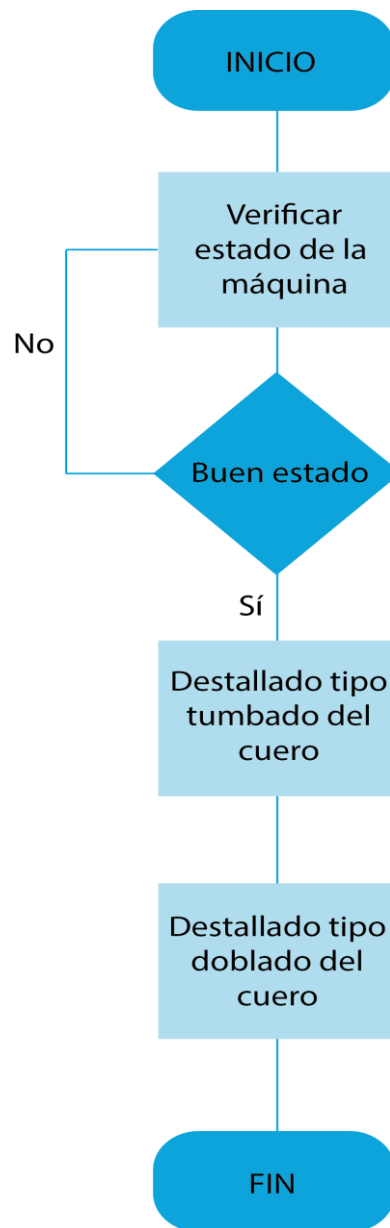 INICIO
Verificar
estado de la
máquina
No
Buen estado
Sí
Destallado tipo
tumbado del
cuero
Destallado tipo
doblado del
cuero
FIN